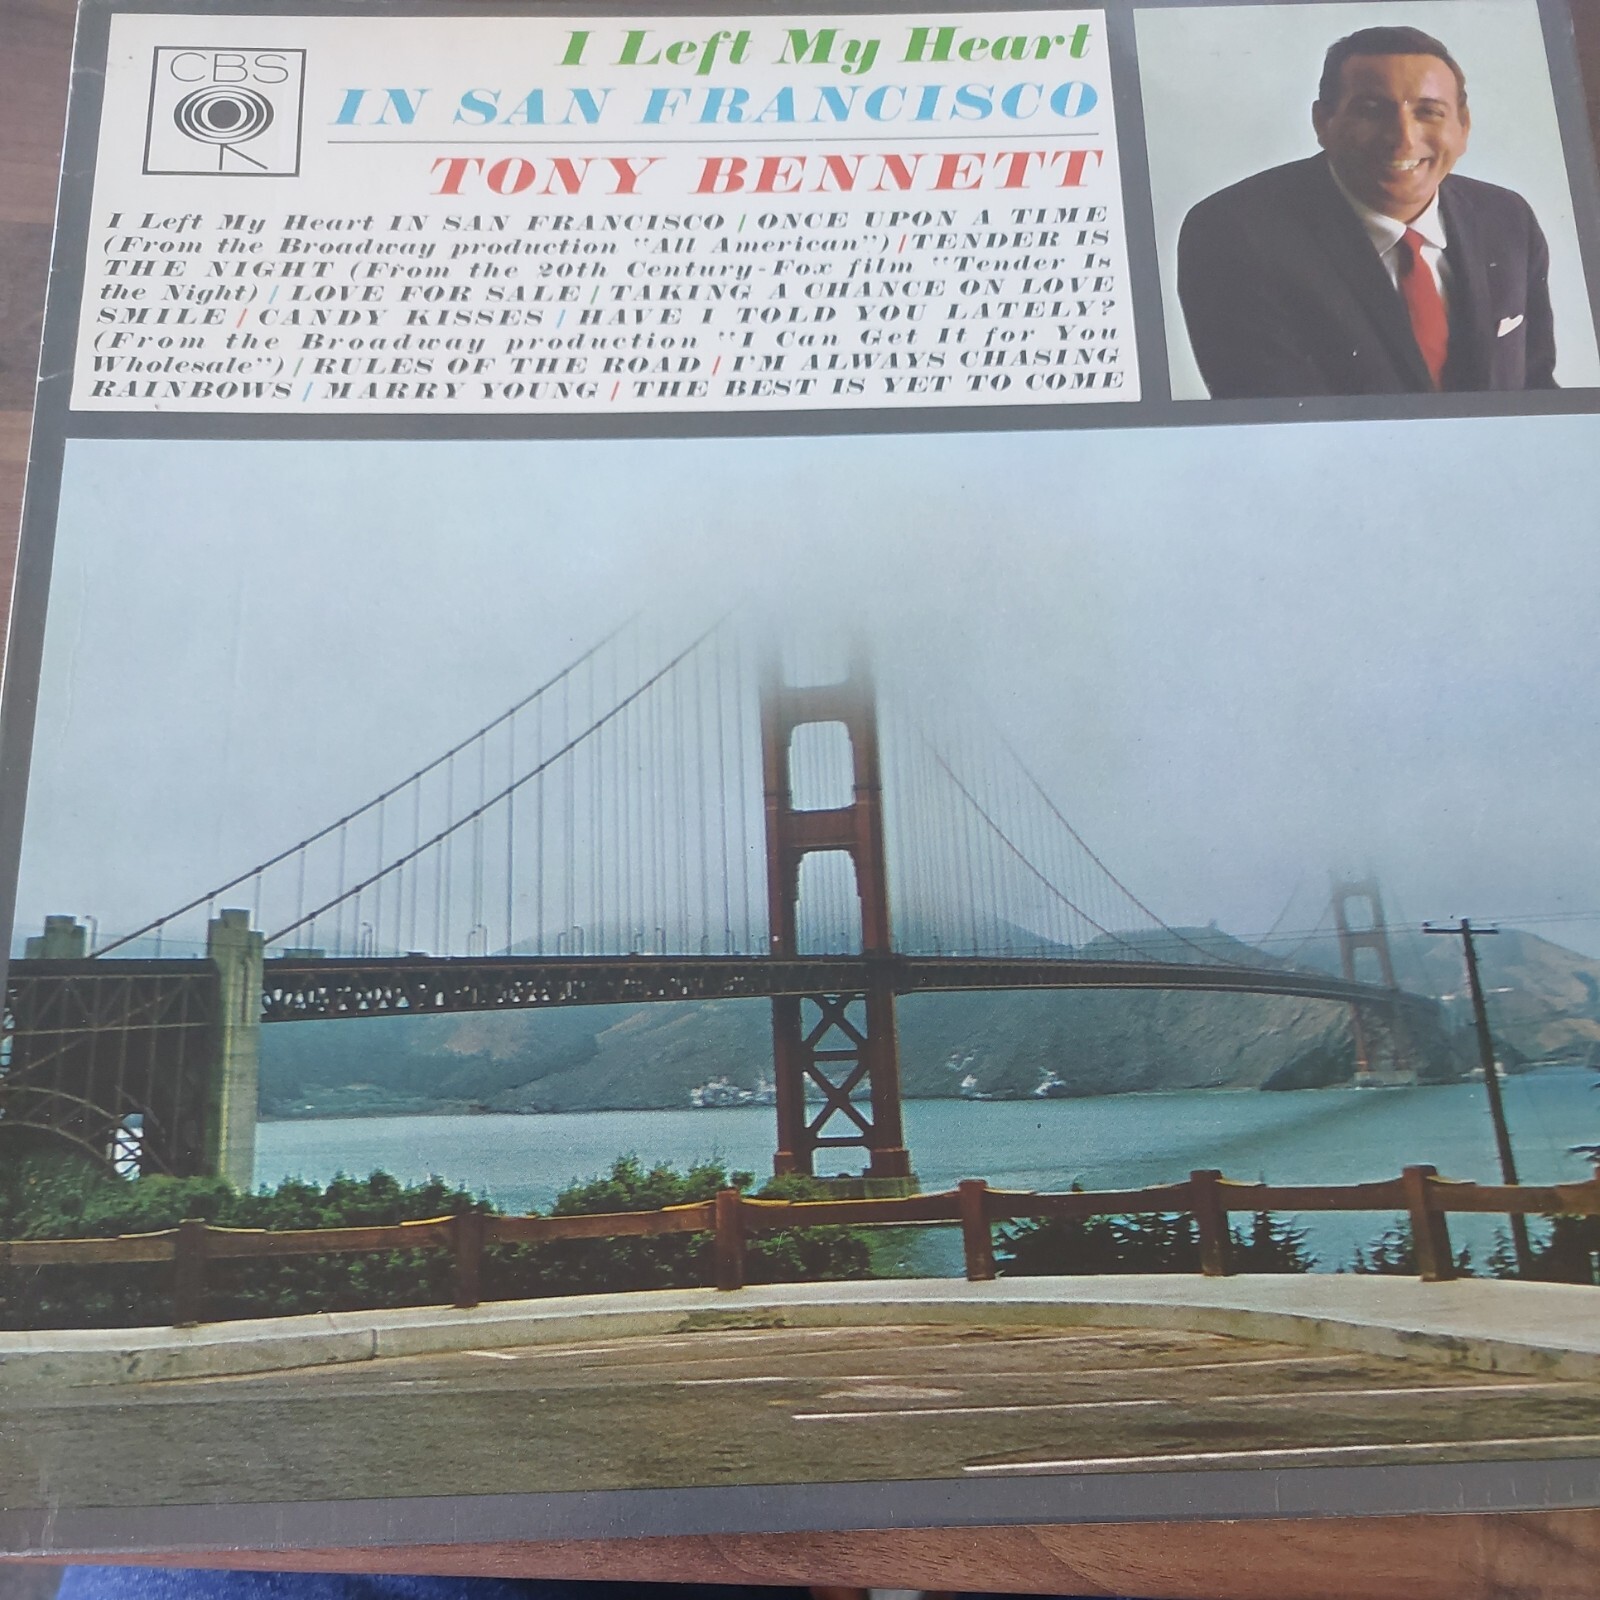 CBS
I Left My Heart
IN SAN FRANCISCO
TONY BENNETT
I Left My Heart IN SAN FRANCISCO / ONCE UPON A TIME
(From the Broadway production "All American") / TENDER IS
THE NIGHT (From the 20th Century-Fox film "Tender Is
the Night) / LOVE FOR SALE / TAKING A CHANCE ON LOVE
SMILE / CANDY KISSES / HAVE I TOLD YOU LATELY?
(From the Broadway production "I Can Get It for You
Wholesale") / RULES OF THE ROAD / I'M ALWAYS CHASING
RAINBOWS / MARRY YOUNG / THE BEST IS YET TO COME